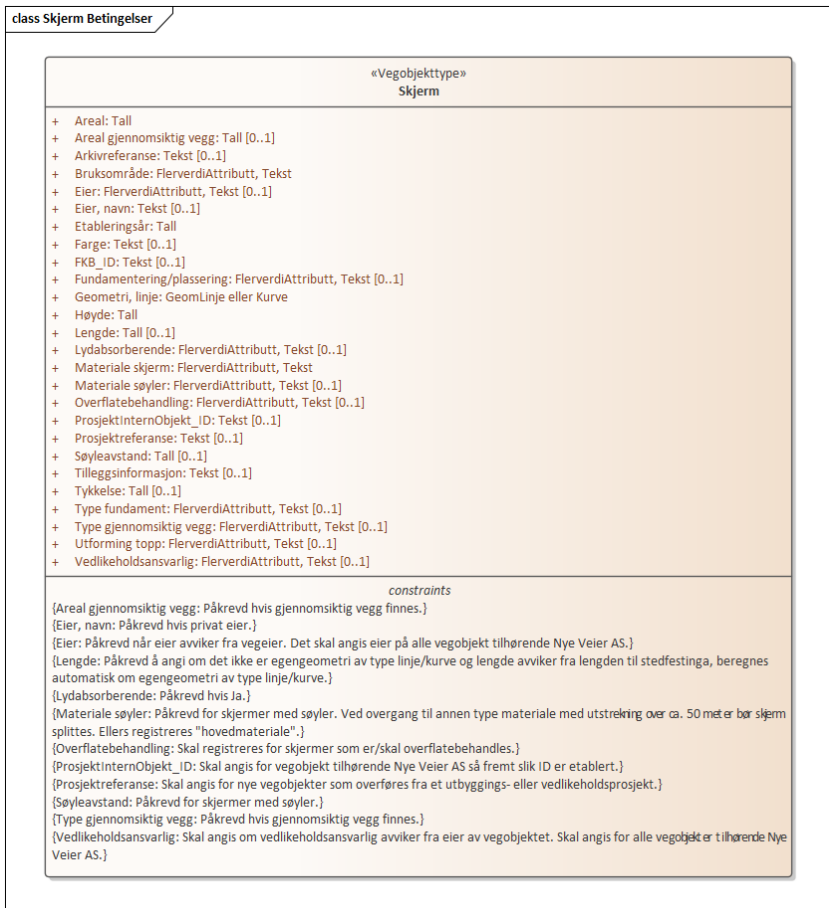 class Skjerm Betingelser
«Vegobjekttype»
Skjerm
+ Areal: Tall
+ Areal gjennomsiktig vegg: Tall [0..1]
+ Arkivreferanse: Tekst [0..1]
+ Bruksområde: FlerverdiAttributt, Tekst
+ Eier: FlerverdiAttributt, Tekst [0..1]
+ Eier, navn: Tekst [0..1]
+ Etableringsår: Tall
+ Farge: Tekst [0..1]
+ FKB_ID: Tekst [0..1]
+ Fundamentering/plassering: FlerverdiAttributt, Tekst [0..1]
+ Geometri, linje: GeomLinje eller Kurve
+ Høyde: Tall
+ Lengde: Tall [0..1]
+ Lydabsorberende: FlerverdiAttributt, Tekst [0..1]
+ Materiale skjerm: FlerverdiAttributt, Tekst
+ Materiale søyler: FlerverdiAttributt, Tekst [0..1]
+ Overflatebehandling: FlerverdiAttributt, Tekst [0..1]
+ ProsjektInternObjekt_ID: Tekst [0..1]
+ Prosjektreferanse: Tekst [0..1]
+ Søyleavstand: Tall [0..1]
+ Tilleggsinformasjon: Tekst [0..1]
+ Tykkelse: Tall [0..1]
+ Type fundament: FlerverdiAttributt, Tekst [0..1]
+ Type gjennomsiktig vegg: FlerverdiAttributt, Tekst [0..1]
+ Utforming topp: FlerverdiAttributt, Tekst [0..1]
+ Vedlikeholdsansvarlig: FlerverdiAttributt, Tekst [0..1]
constraints
{Areal gjennomsiktig vegg: Påkrevd hvis gjennomsiktig vegg finnes.}
{Eier, navn: Påkrevd hvis privat eier.}
{Eier: Påkrevd når eier avviker fra vegeier. Det skal angis eier på alle vegobjekt tilhørende Nye Veier AS.}
{Lengde: Påkrevd å angi om det ikke er egengeometri av type linje/kurve og lengde avviker fra lengden til stedfestinga, beregnes
automatisk om egengeometri av type linje/kurve.}
{Lydabsorberende: Påkrevd hvis Ja.}
{Materiale søyler: Påkrevd for skjermer med søyler. Ved overgang til annen type materiale med utstrekning over ca. 50 meter bør skjerm
splittes. Ellers registreres "hovedmateriale".}
{Overflatebehandling: Skal registreres for skjermer som er/skal overflatebehandles.}
{ProsjektInternObjekt_ID: Skal angis for vegobjekt tilhørende Nye Veier AS så fremt slik ID er etablert.}
{Prosjektreferanse: Skal angis for nye vegobjekter som overføres fra et utbyggings- eller vedlikeholdsprosjekt.}
{Søyleavstand: Påkrevd for skjermer med søyler.}
{Type gjennomsiktig vegg: Påkrevd hvis gjennomsiktig vegg finnes.}
{Vedlikeholdsansvarlig: Skal angis om vedlikeholdsansvarlig avviker fra eier av vegobjektet. Skal angis for alle vegobjekter tilhørende Nye
Veier AS.}